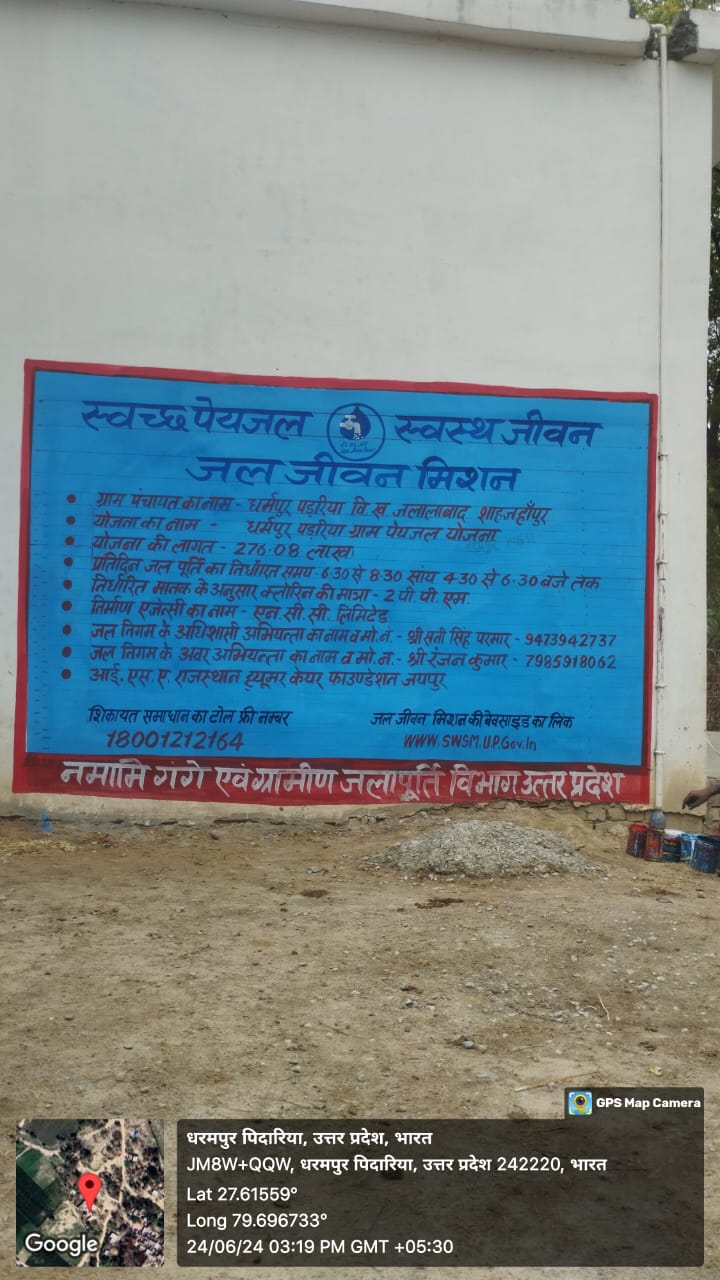 स्वच्छ पेयजल स्वस्थ जीवन
जल जीवन मिशन
• ग्राम पंचायत का नाम - धर्मपुर पडरिया वि.ख. जलालाबाद शाहजहाँपुर
• योजना का नाम - धर्मपुर पडरिया ग्राम पेयजल योजना
• योजना की लागत - 276.08 लाख
• प्रतिदिन जल पूर्ति का निर्धारित समय - 6.30 से 8.30 सांय 4.30 से 6.30 बजे तक
• निर्धारित मानक के अनुसार क्लोरिन की मात्रा - 2 पी.पी.एम.
• निर्माण एजेन्सी का नाम - एन.सी.सी. लिमिटेड
• जल निगम के अधिशासी अभियन्ता का नाम व मो.नं. - श्री सनी सिंह परमार - 9473942737
• जल निगम के अवर अभियन्ता का नाम व मो.न. - श्री रंजन कुमार - 7985918062
• आई. एस. ए. राजस्थान ह्यूमर केयर फाउण्डेशन जयपुर
शिकायत समाधान का टोल फ्री नम्बर
18001212164
जल जीवन मिशन की बेवसाइड का लिंक
WWW.SWSM.U.P.Gov.In
नमामि गंगे एवं ग्रामीण जलापूर्ति विभाग उत्तर प्रदेश
GPS Map Camera
धरमपुर पिदारिया, उत्तर प्रदेश, भारत
JM8W+QQW, धरमपुर पिदारिया, उत्तर प्रदेश 242220, भारत
Lat 27.61559°
Long 79.696733°
24/06/24 03:19 PM GMT +05:30
Google